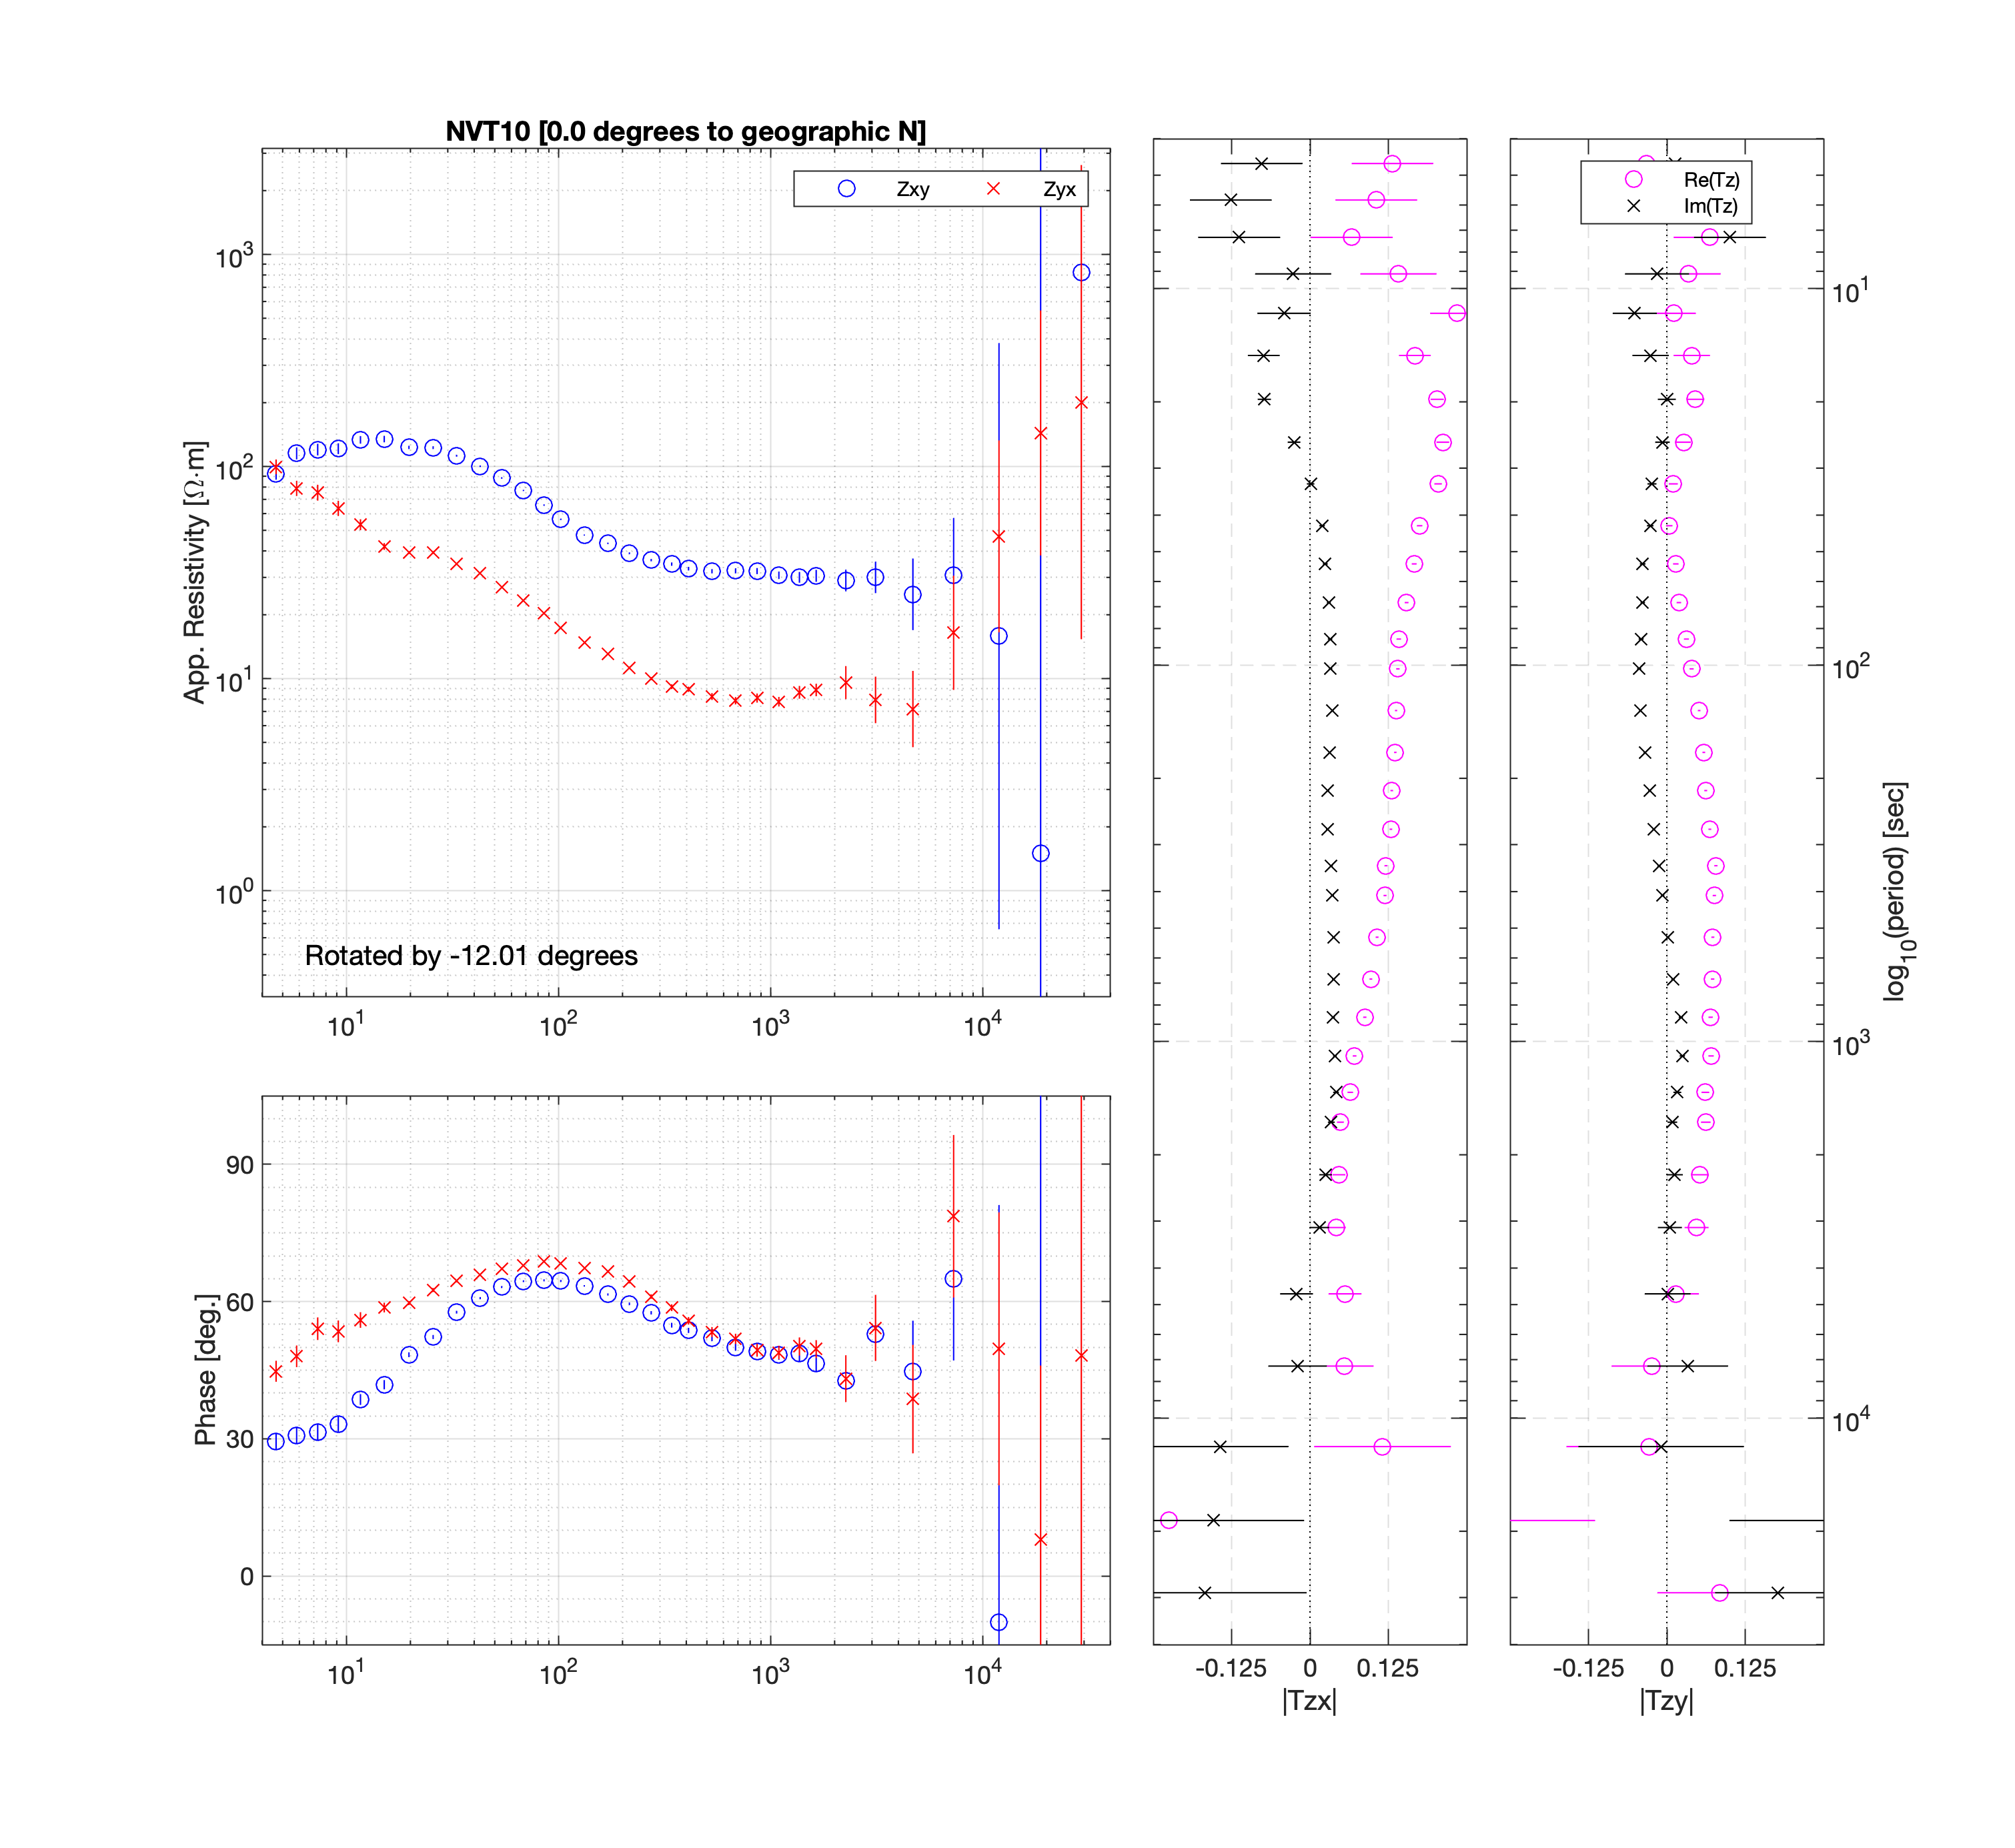 NVT10 [0.0 degrees to geographic N]
Zxy Zyx
App. Resistivity [Ω·m]
10³
10²
10¹
10⁰
Rotated by -12.01 degrees
10¹ 10² 10³ 10⁴
Phase [deg.]
90
60
30
0
10¹ 10² 10³ 10⁴
-0.125 0 0.125
|Tzx|
Re(Tz)
Im(Tz)
10¹
10²
10³
10⁴
log₁₀(period) [sec]
-0.125 0 0.125
|Tzy|